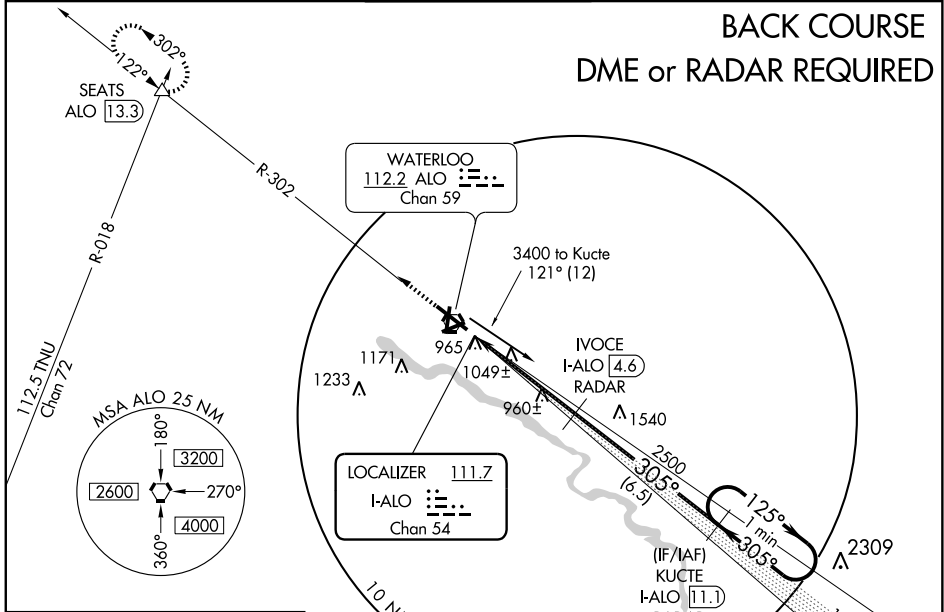 BACK COURSE
DME or RADAR REQUIRED
302°
122°
SEATS
ALO 13.3
R-302
R-018
112.5 TNU
Chan 72
WATERLOO
112.2 ALO
Chan 59
3400 to Kucte
121° (12)
965
1049±
1171
1233
960±
IVOCE
I-ALO 4.6
RADAR
1540
MSA ALO 25 NM
180°
3200
2600
270°
4000
360°
LOCALIZER 111.7
I-ALO
Chan 54
2500
305°
(6.5)
125°
1 min
305°
2309
(IF/IAF)
KUCTE
I-ALO 11.1
10 N